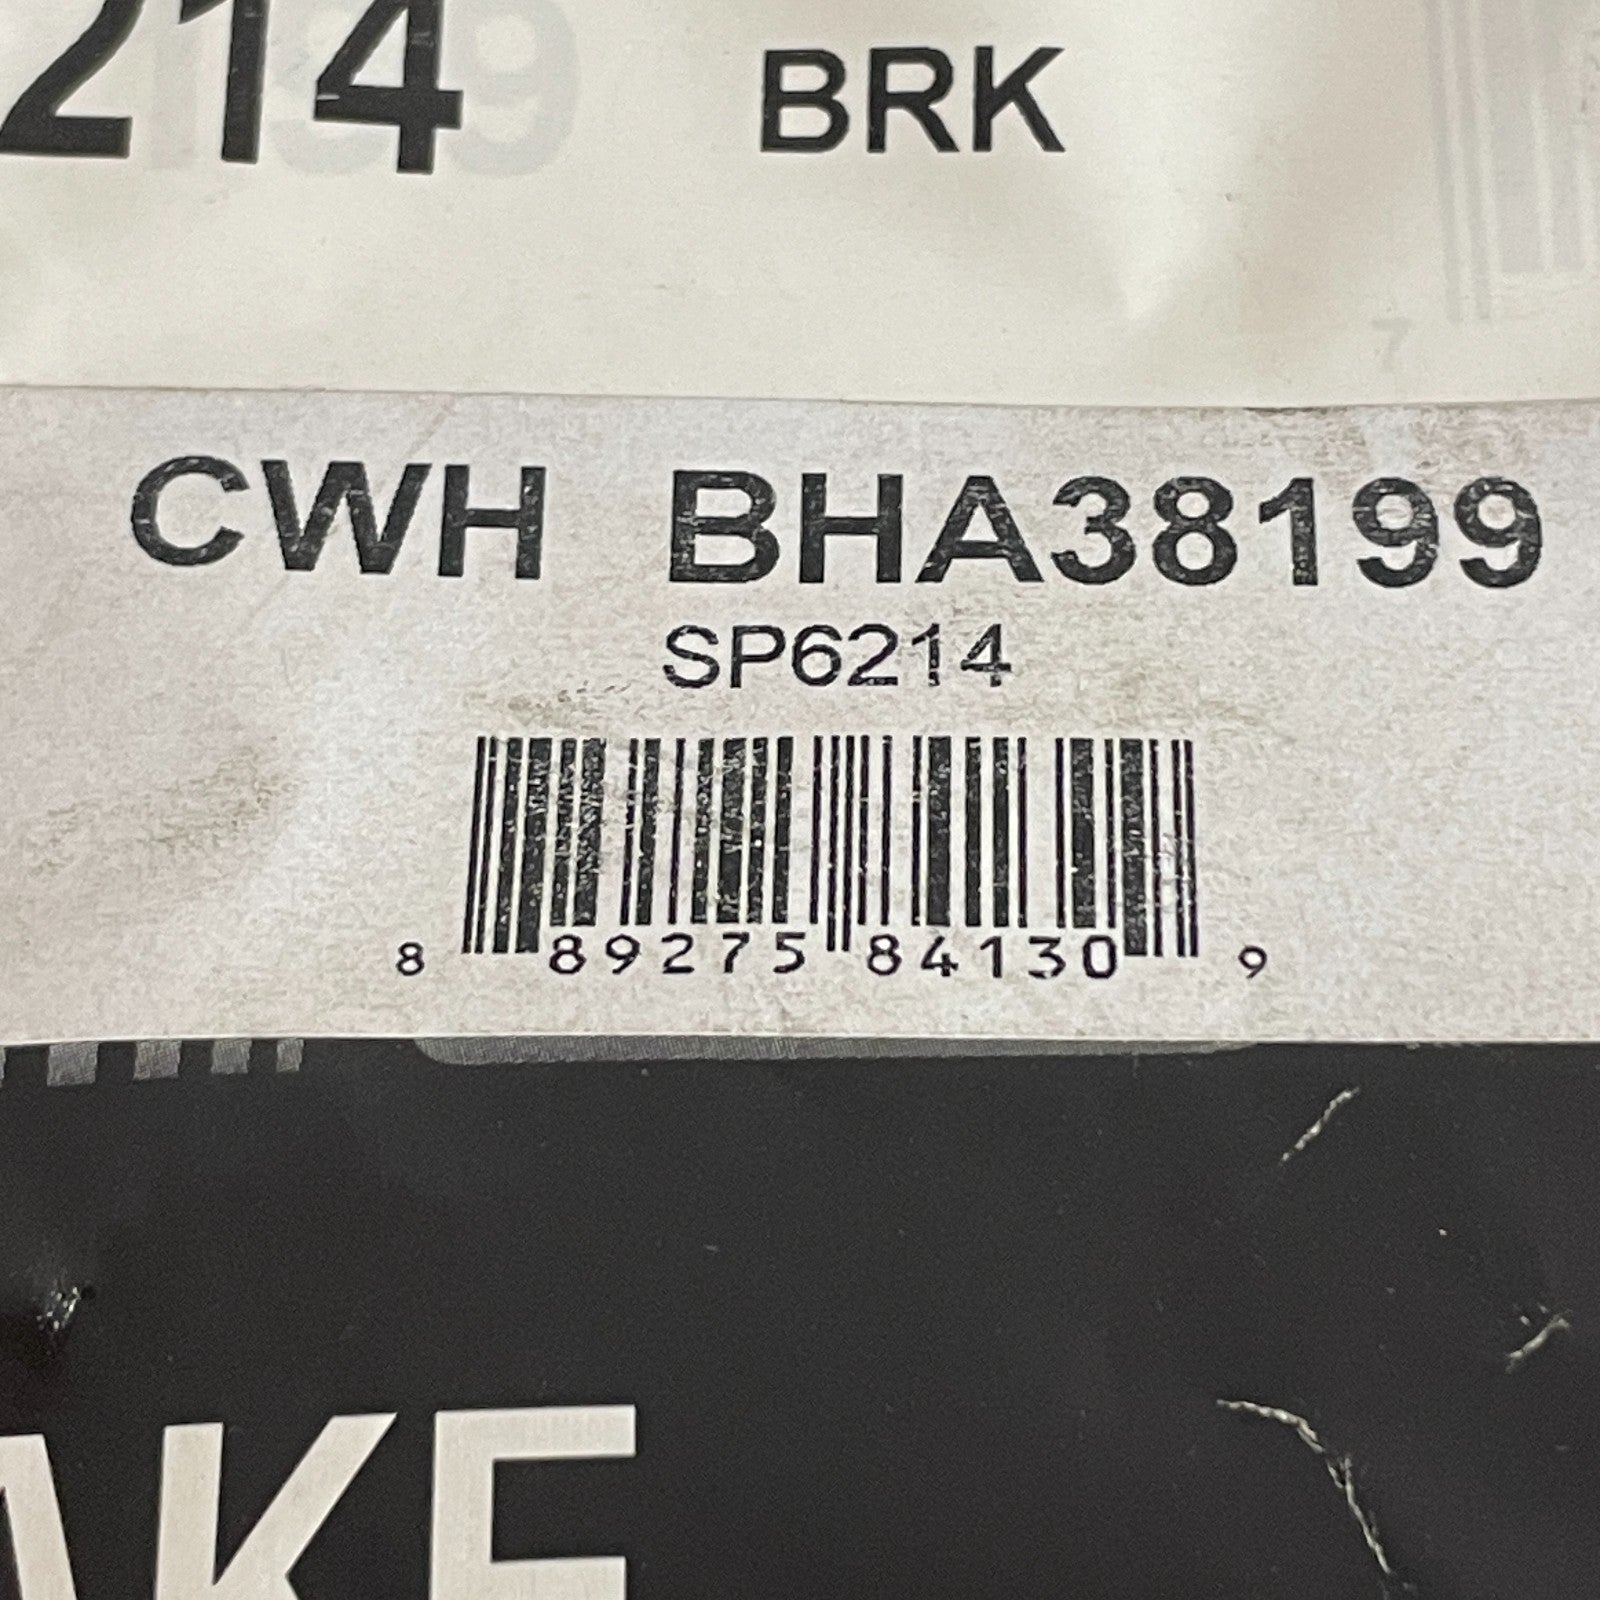 214 BRK
CWH BHA38199
SP6214
8 89275 84130 9
AKE